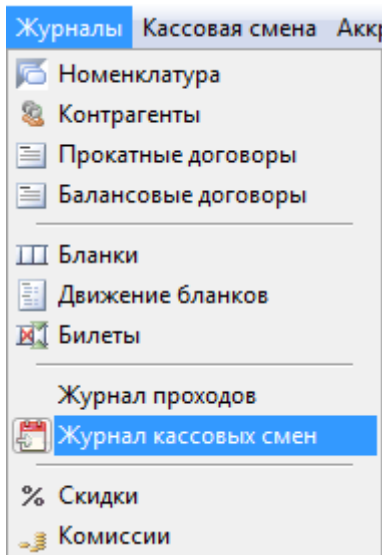 Журналы Кассовая смена
Номенклатура
Контрагенты
Прокатные договоры
Балансовые договоры
Бланки
Движение бланков
Билеты
Журнал проходов
Журнал кассовых смен
% Скидки
Комиссии